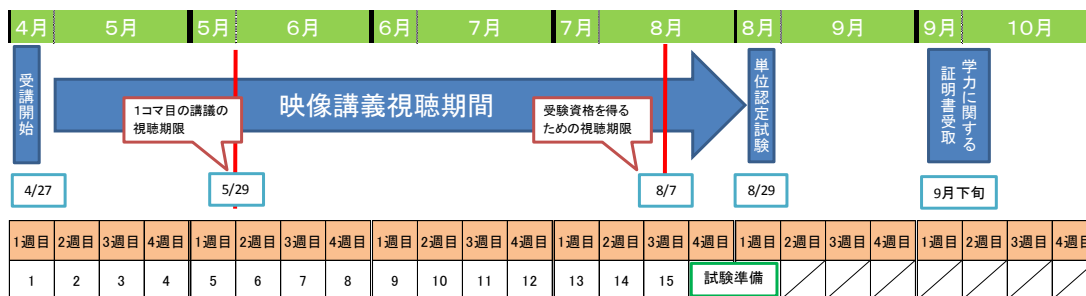 4月 5月 5月 6月 6月 7月 7月 8月 8月 9月 9月 10月
受講開始
映像講義視聴期間
1コマ目の講義の
視聴期限
受験資格を得る
ための視聴期限
単位認定試験
学力に関する
証明書受取
4/27 5/29 8/7 8/29 9月下旬
1週目 2週目 3週目 4週目 1週目 2週目 3週目 4週目 1週目 2週目 3週目 4週目 1週目 2週目 3週目 4週目 1週目 2週目 3週目 4週目 1週目 2週目 3週目 4週目
1 2 3 4 5 6 7 8 9 10 11 12 13 14 15 試験準備